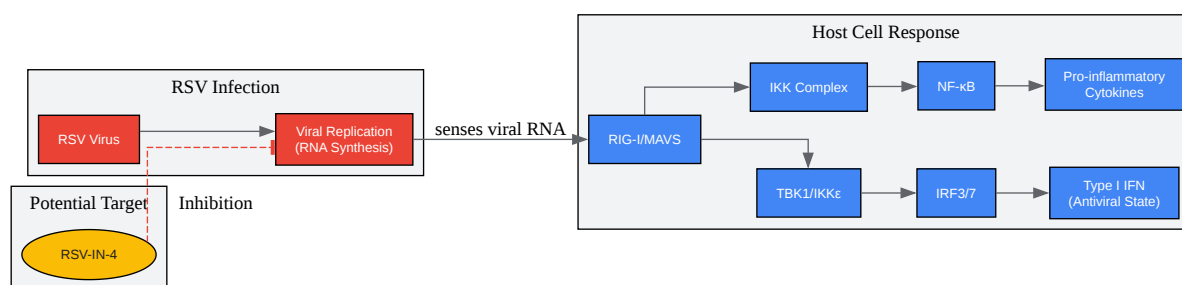 RSV Infection
RSV Virus
Viral Replication
(RNA Synthesis)
senses viral RNA
Potential Target
Inhibition
RSV-IN-4
Host Cell Response
RIG-I/MAVS
IKK Complex
NF-κB
Pro-inflammatory
Cytokines
TBK1/IKKε
IRF3/7
Type I IFN
(Antiviral State)